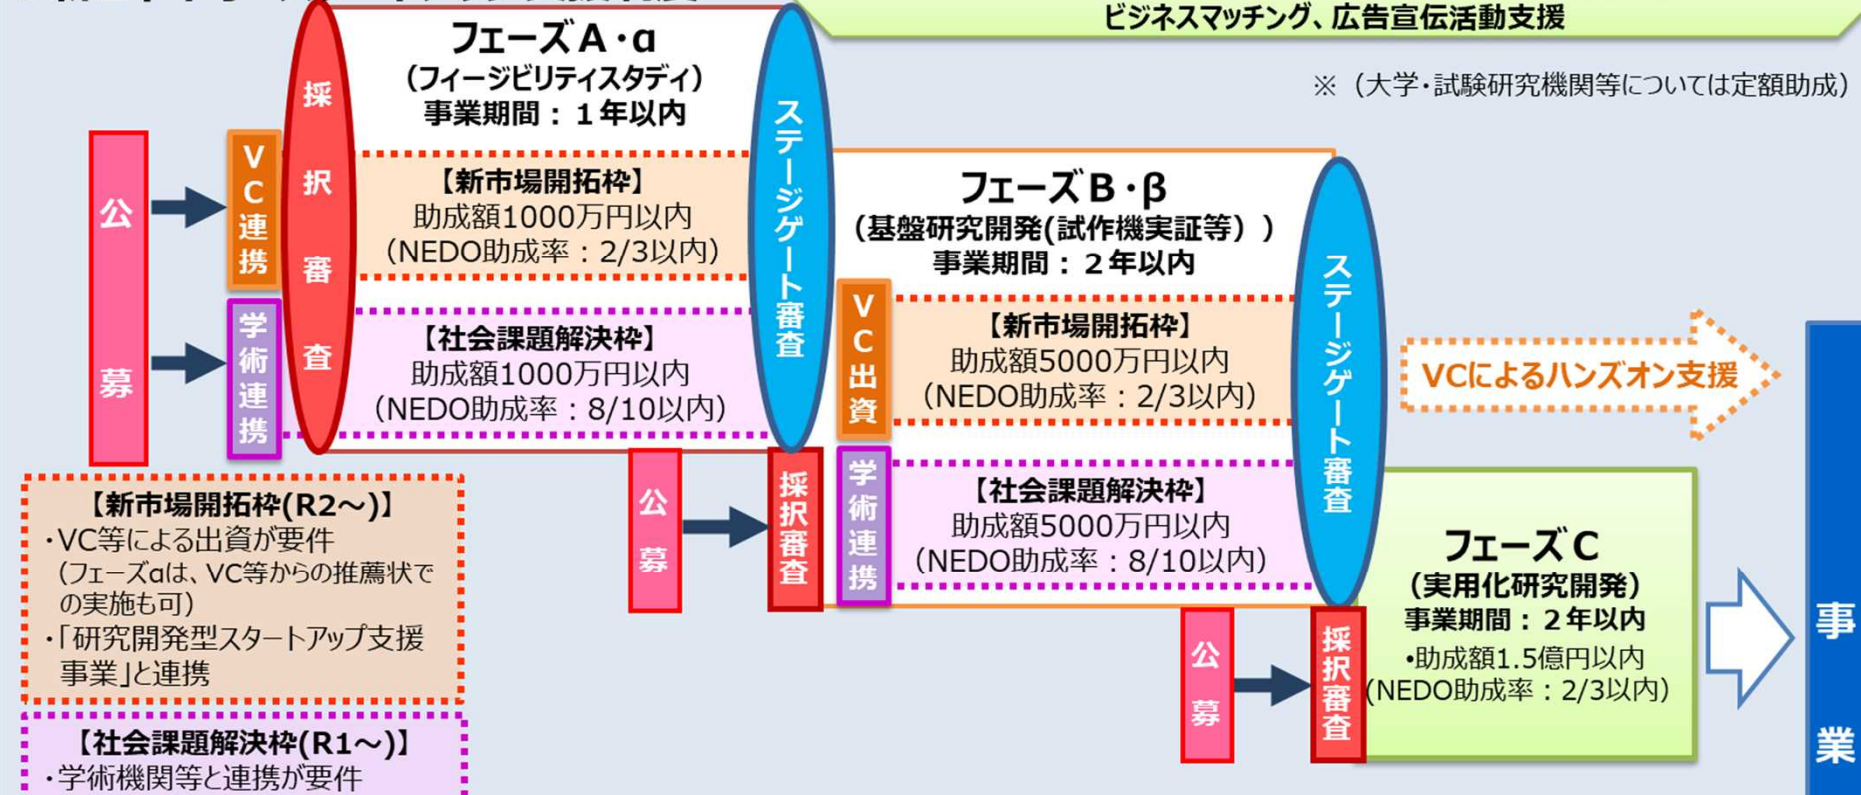 ビジネスマッチング、広告宣伝活動支援
※（大学・試験研究機関等については定額助成）
公募
VC連携
学術連携
採択審査
フェーズA・α
（フィージビリティスタディ）
事業期間：１年以内
【新市場開拓枠】
助成額1000万円以内
（NEDO助成率：2/3以内）
【社会課題解決枠】
助成額1000万円以内
（NEDO助成率：8/10以内）
ステージゲート審査
公募
採択審査
フェーズB・β
（基盤研究開発(試作機実証等））
事業期間：２年以内
VC出資
【新市場開拓枠】
助成額5000万円以内
（NEDO助成率：2/3以内）
学術連携
【社会課題解決枠】
助成額5000万円以内
（NEDO助成率：8/10以内）
ステージゲート審査
VCによるハンズオン支援
公募
採択審査
フェーズC
（実用化研究開発）
事業期間：２年以内
•助成額1.5億円以内
(NEDO助成率：2/3以内）
事業
【新市場開拓枠(R2～)】
・VC等による出資が要件
（フェーズαは、VC等からの推薦状で
の実施も可）
・「研究開発型スタートアップ支援
事業」と連携
【社会課題解決枠(R1～)】
・学術機関等と連携が要件